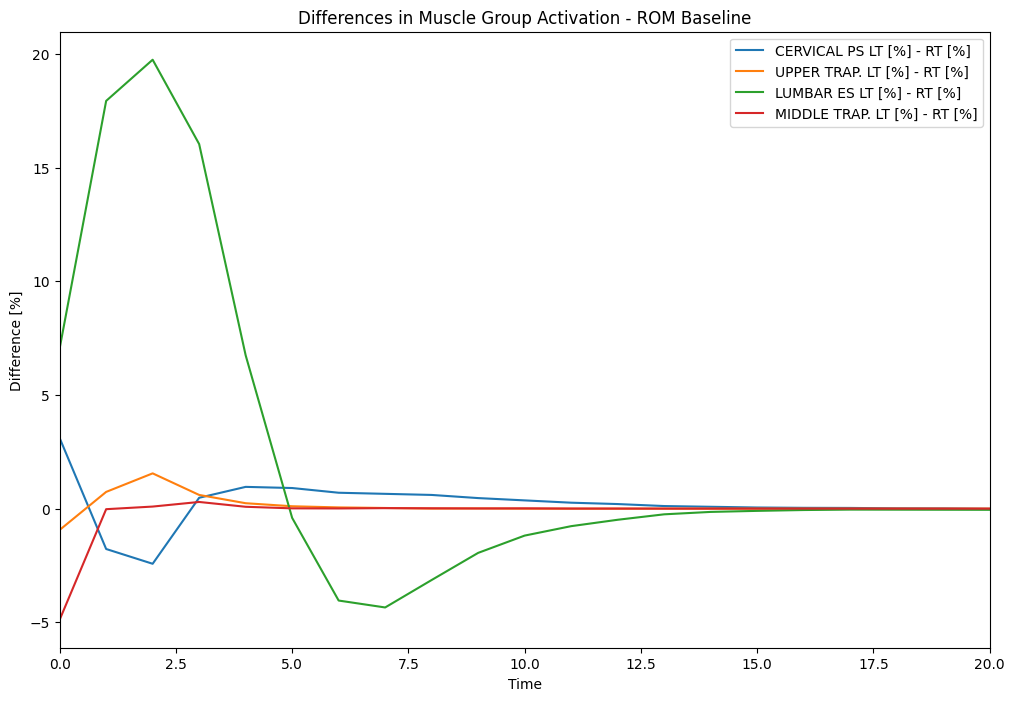 Differences in Muscle Group Activation - ROM Baseline
CERVICAL PS LT [%] - RT [%]
UPPER TRAP. LT [%] - RT [%]
LUMBAR ES LT [%] - RT [%]
MIDDLE TRAP. LT [%] - RT [%]
Difference [%]
20
15
10
5
0
−5
0.0 2.5 5.0 7.5 10.0 12.5 15.0 17.5 20.0
Time